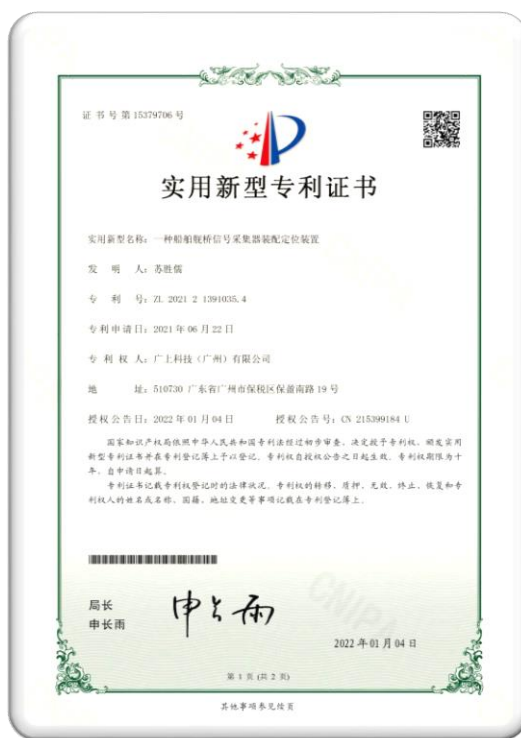 证书号第15379706号
实用新型专利证书
实用新型名称：一种船舶舰桥信号采集器装配定位装置
发 明 人：苏胜儒
专 利 号：ZL 2021 2 1391035.4
专利申请日：2021年06月22日
专 利 权 人：广上科技（广州）有限公司
地 址：510730 广东省广州市保税区保盈南路19号
授权公告日：2022年01月04日 授权公告号：CN 215399184 U
国家知识产权局依照中华人民共和国专利法经过初步审查，决定授予专利权，颁发实用
新型专利证书并在专利登记簿上予以登记。专利权自授权公告之日起生效。专利权期限为十
年，自申请日起算。
专利证书记载专利权登记时的法律状况。专利权的转移、质押、无效、终止、恢复和专
利权人的姓名或名称、国籍、地址变更等事项记载在专利登记簿上。
局长
申长雨
申长雨
CNIPA
2022年01月04日
第 1 页 (共 2 页)
其他事项参见续页